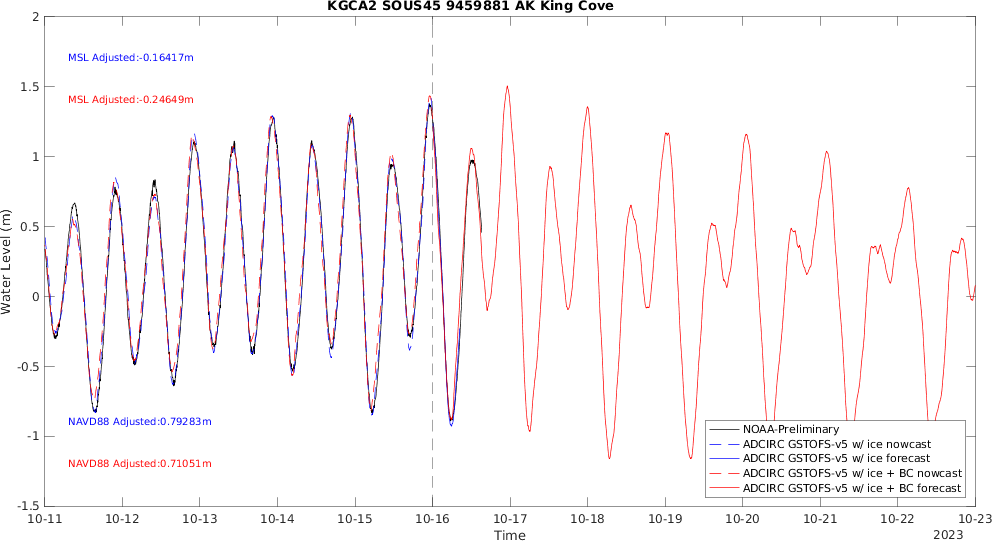 KGCA2 SOUS45 9459881 AK King Cove
2
1.5
1
0.5
0
-0.5
-1
-1.5
Water Level (m)
MSL Adjusted:-0.16417m
MSL Adjusted:-0.24649m
NAVD88 Adjusted:0.79283m
NAVD88 Adjusted:0.71051m
NOAA-Preliminary
ADCIRC GSTOFS-v5 w/ ice nowcast
ADCIRC GSTOFS-v5 w/ ice forecast
ADCIRC GSTOFS-v5 w/ ice + BC nowcast
ADCIRC GSTOFS-v5 w/ ice + BC forecast
10-11 10-12 10-13 10-14 10-15 10-16 10-17 10-18 10-19 10-20 10-21 10-22 10-23
Time
2023